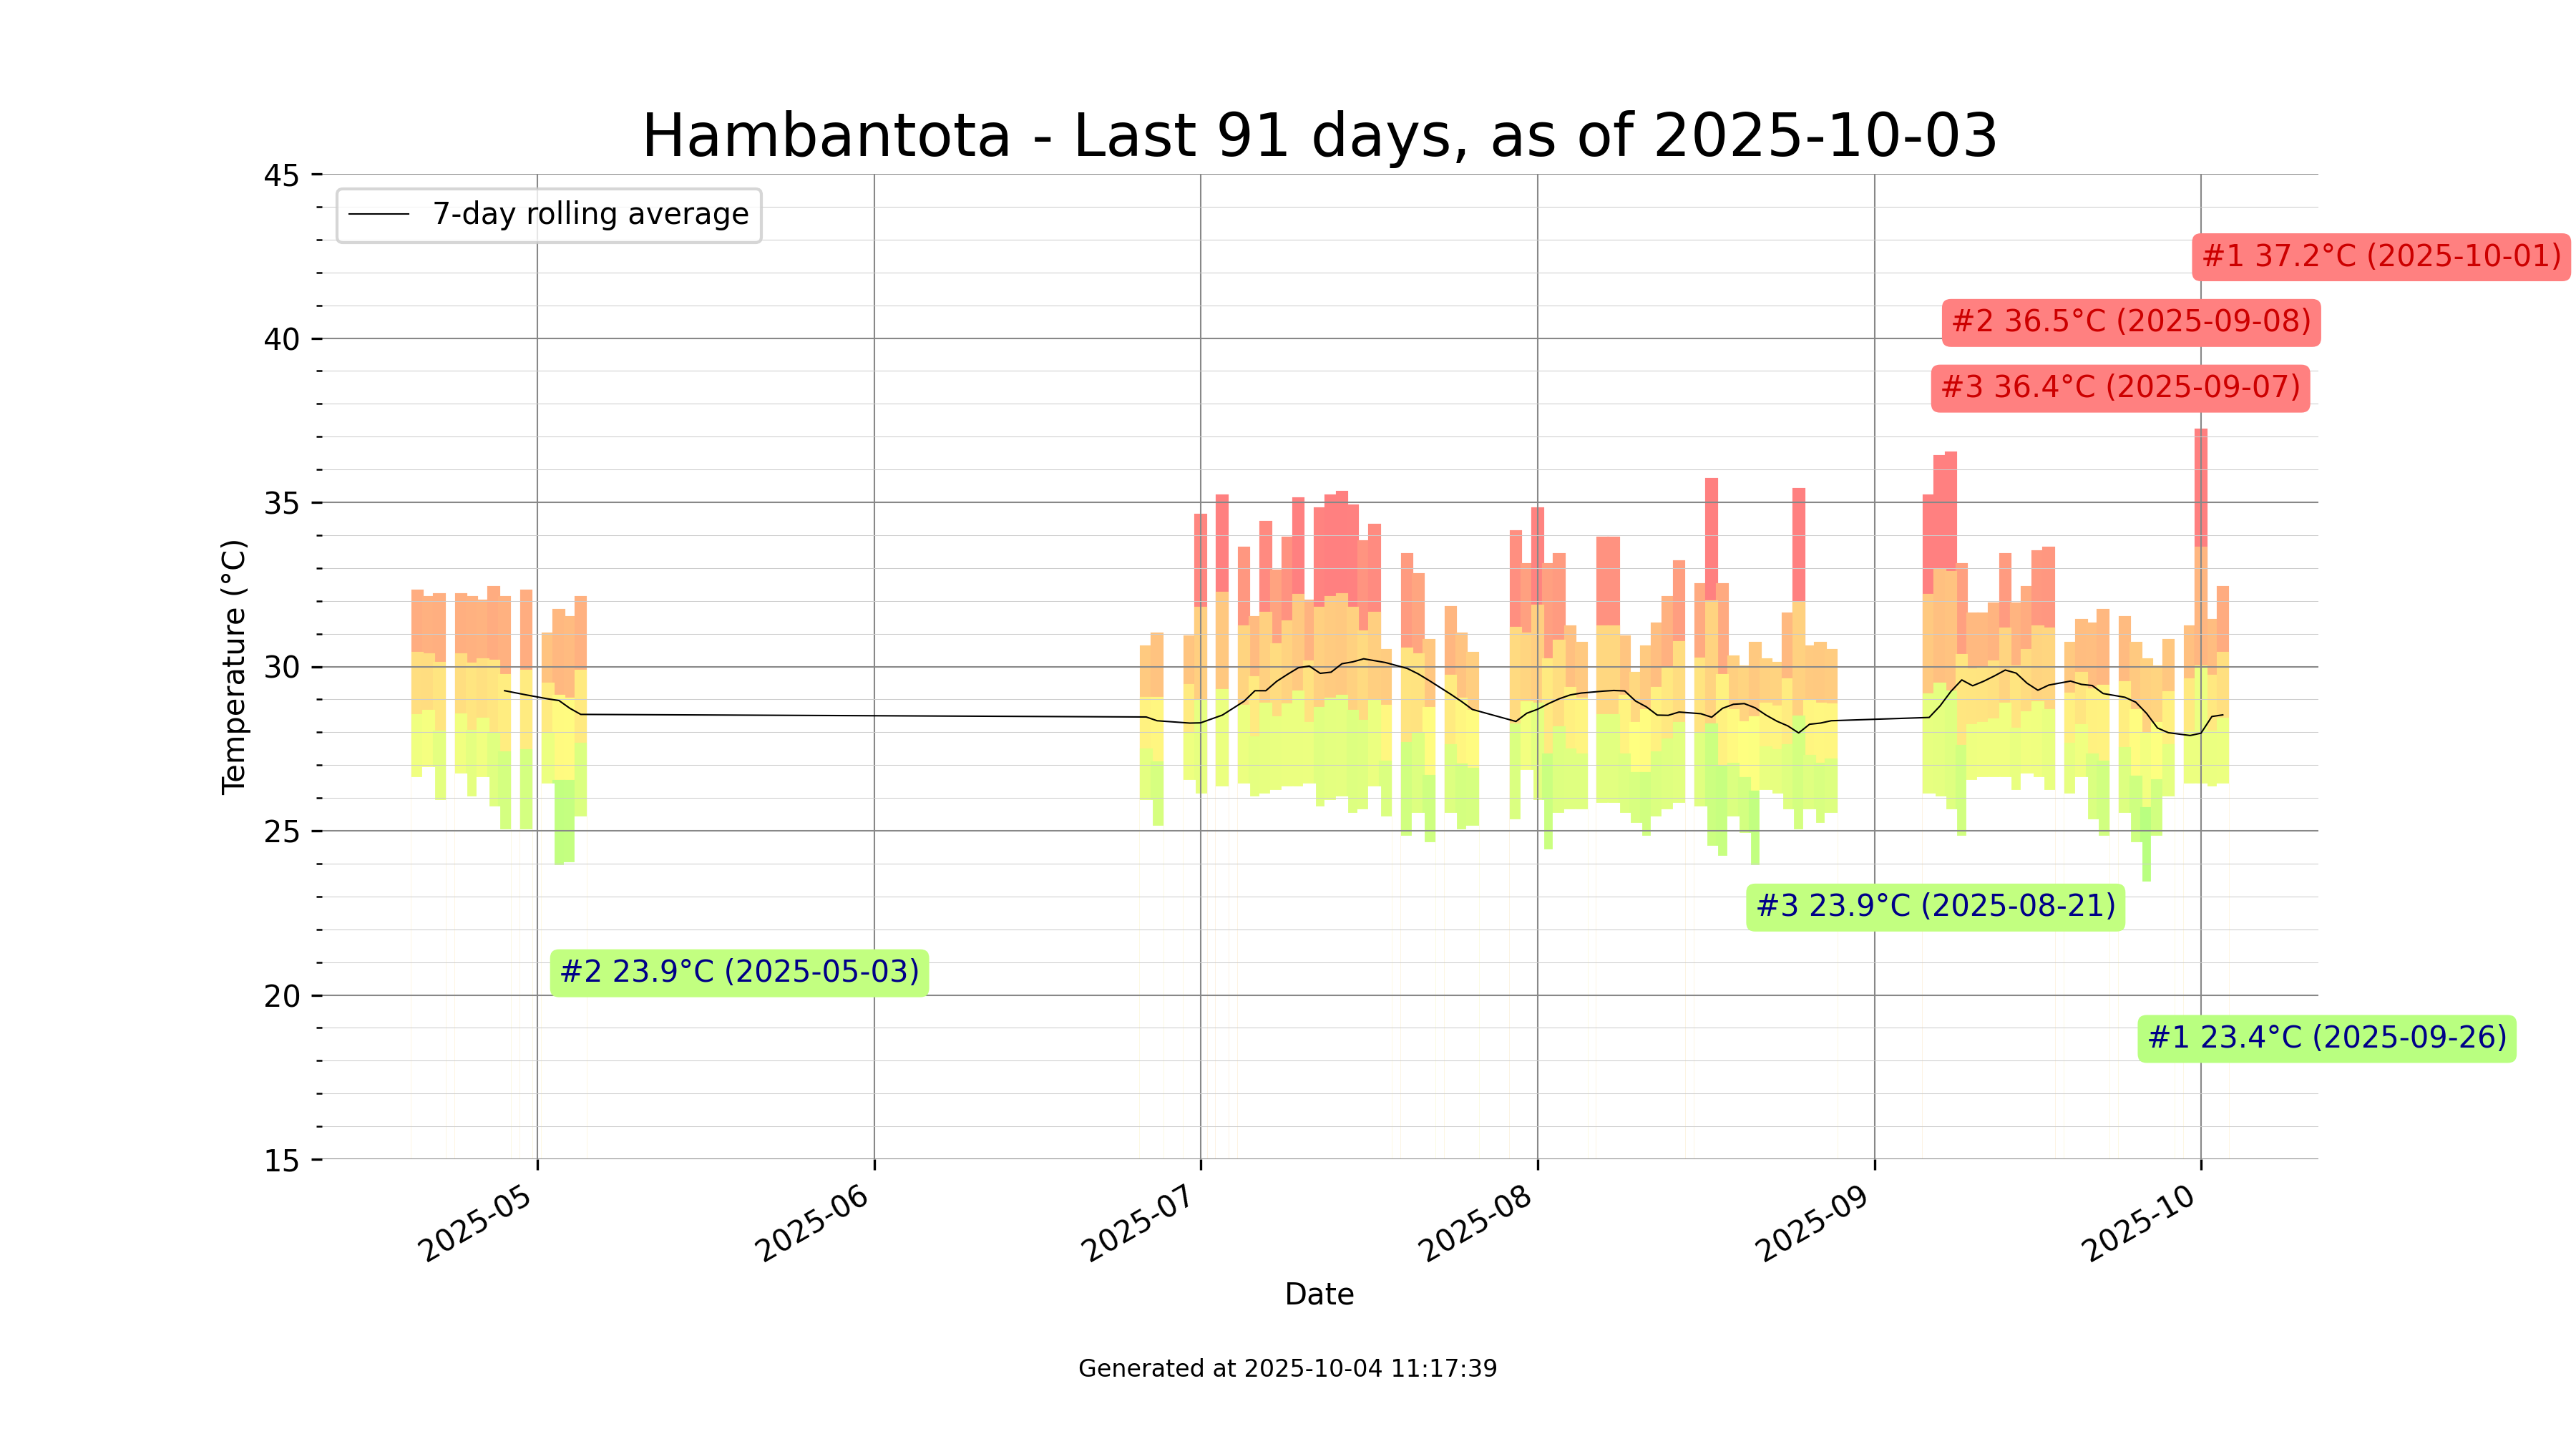 Hambantota - Last 91 days, as of 2025-10-03
45
7-day rolling average
#1 37.2°C (2025-10-01)
#2 36.5°C (2025-09-08)
40
#3 36.4°C (2025-09-07)
35
Temperature (°C)
30
25
#3 23.9°C (2025-08-21)
#2 23.9°C (2025-05-03)
20
#1 23.4°C (2025-09-26)
15
2025-05
2025-06
2025-07
2025-08
2025-09
2025-10
Date
Generated at 2025-10-04 11:17:39